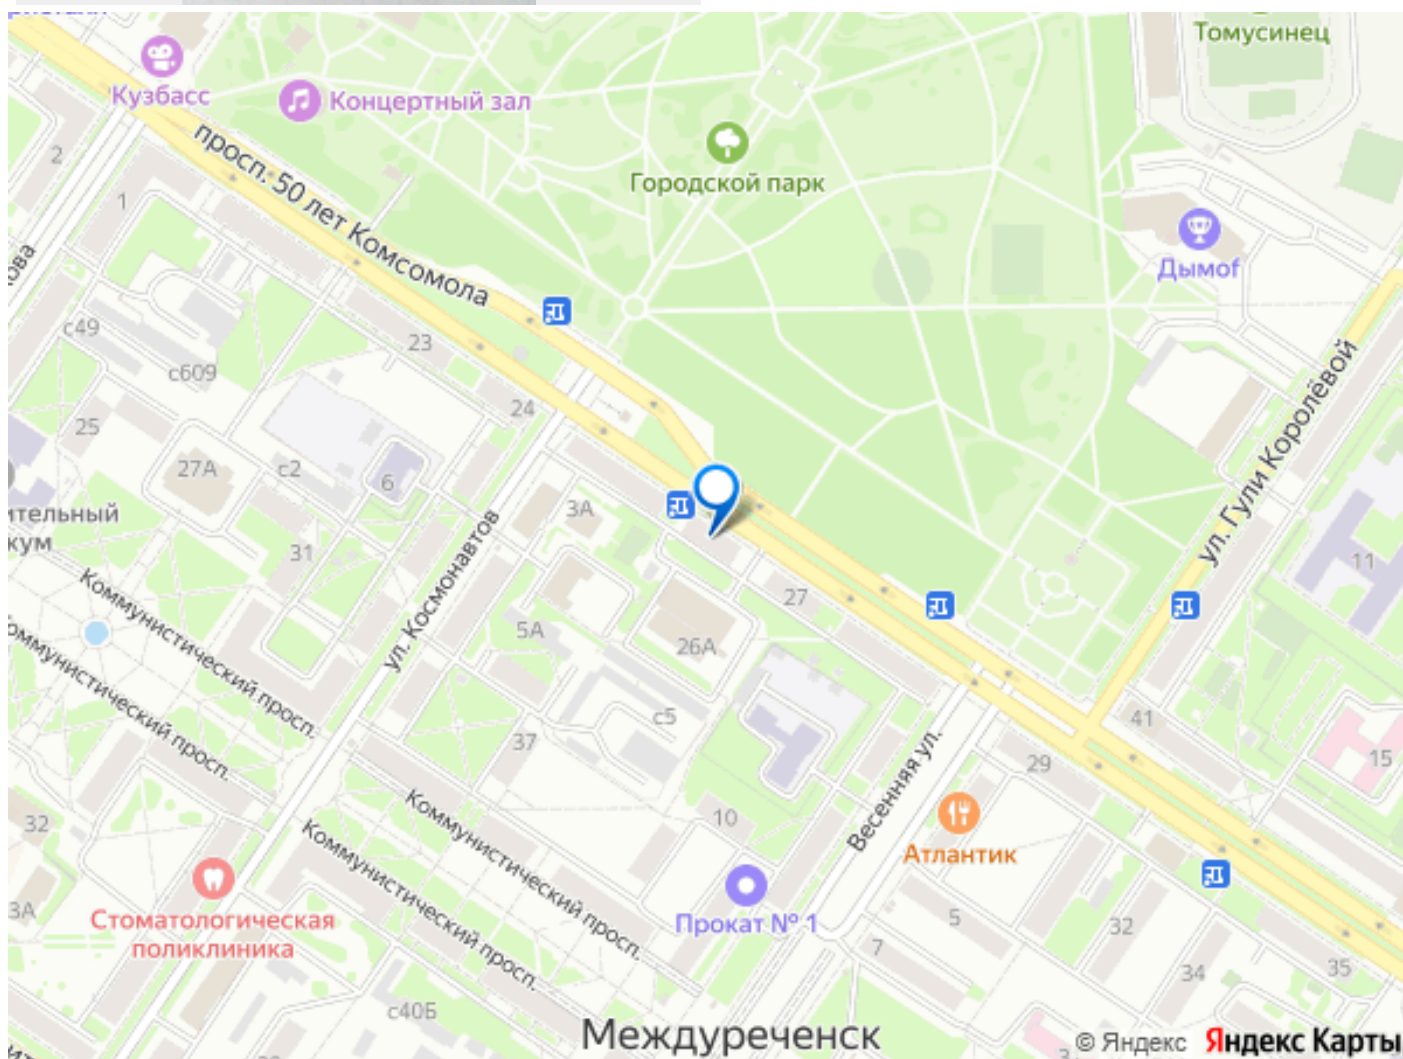 Томусинец
Кузбасс
Концертный зал
просп. 50 лет Комсомола
Городской парк
Дымоf
2
1
с49
23
с609
24
25
27А
с2
6
3А
31
ул. Космонавтов
ул. Гули Королёвой
11
27
5А
26А
Коммунистический просп.
с5
37
41
15
29
Весенняя ул.
10
Атлантик
32
Коммунистический просп.
Коммунистический просп.
3А
Стоматологическая
поликлиника
Прокат № 1
5
7
32
34
35
с40Б
Междуреченск
© Яндекс Яндекс Карты